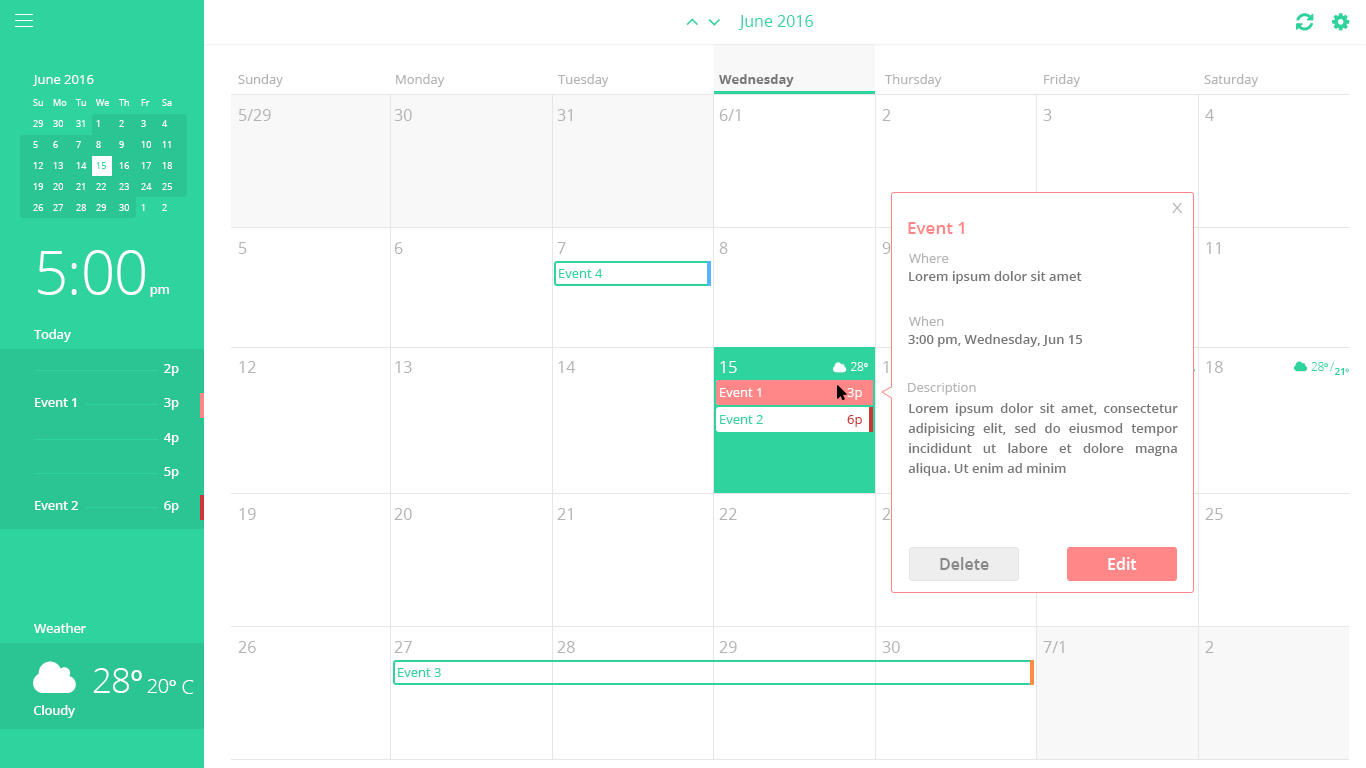 June 2016
Su Mo Tu We Th Fr Sa
29 30 31 1 2 3 4
5 6 7 8 9 10 11
12 13 14 15 16 17 18
19 20 21 22 23 24 25
26 27 28 29 30 1 2
5:00 pm
Today
2p
Event 1 3p
4p
5p
Event 2 6p
Weather
28° 20° C
Cloudy
June 2016
Sunday Monday Tuesday Wednesday Thursday Friday Saturday
5/29 30 31 6/1 2 3 4
5 6 7 8 9 11
Event 4
12 13 14 15 28° 18 28°/21°
Event 1 3p
Event 2 6p
19 20 21 22 25
26 27 28 29 30 7/1 2
Event 3
X
Event 1
Where
Lorem ipsum dolor sit amet
When
3:00 pm, Wednesday, Jun 15
Description
Lorem ipsum dolor sit amet, consectetur
adipisicing elit, sed do eiusmod tempor
incididunt ut labore et dolore magna
aliqua. Ut enim ad minim
Delete Edit